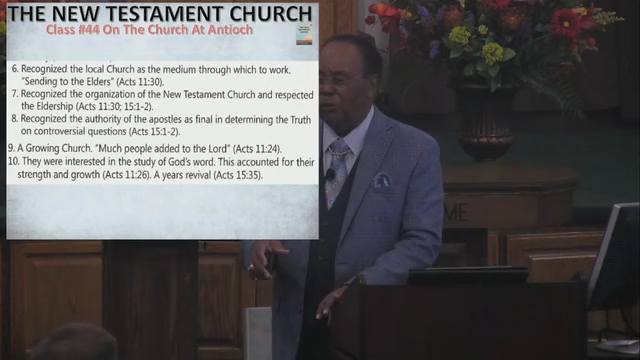 THE NEW TESTAMENT CHURCH
Class #44 On The Church At Antioch
6. Recognized the local Church as the medium through which to work.
"Sending to the Elders" (Acts 11:30).
7. Recognized the organization of the New Testament Church and respected
the Eldership (Acts 11:30; 15:1-2).
8. Recognized the authority of the apostles as final in determining the Truth
on controversial questions (Acts 15:1-2).
9. A Growing Church. "Much people added to the Lord" (Acts 11:24).
10. They were interested in the study of God's word. This accounted for their
strength and growth (Acts 11:26). A years revival (Acts 15:35).
ME